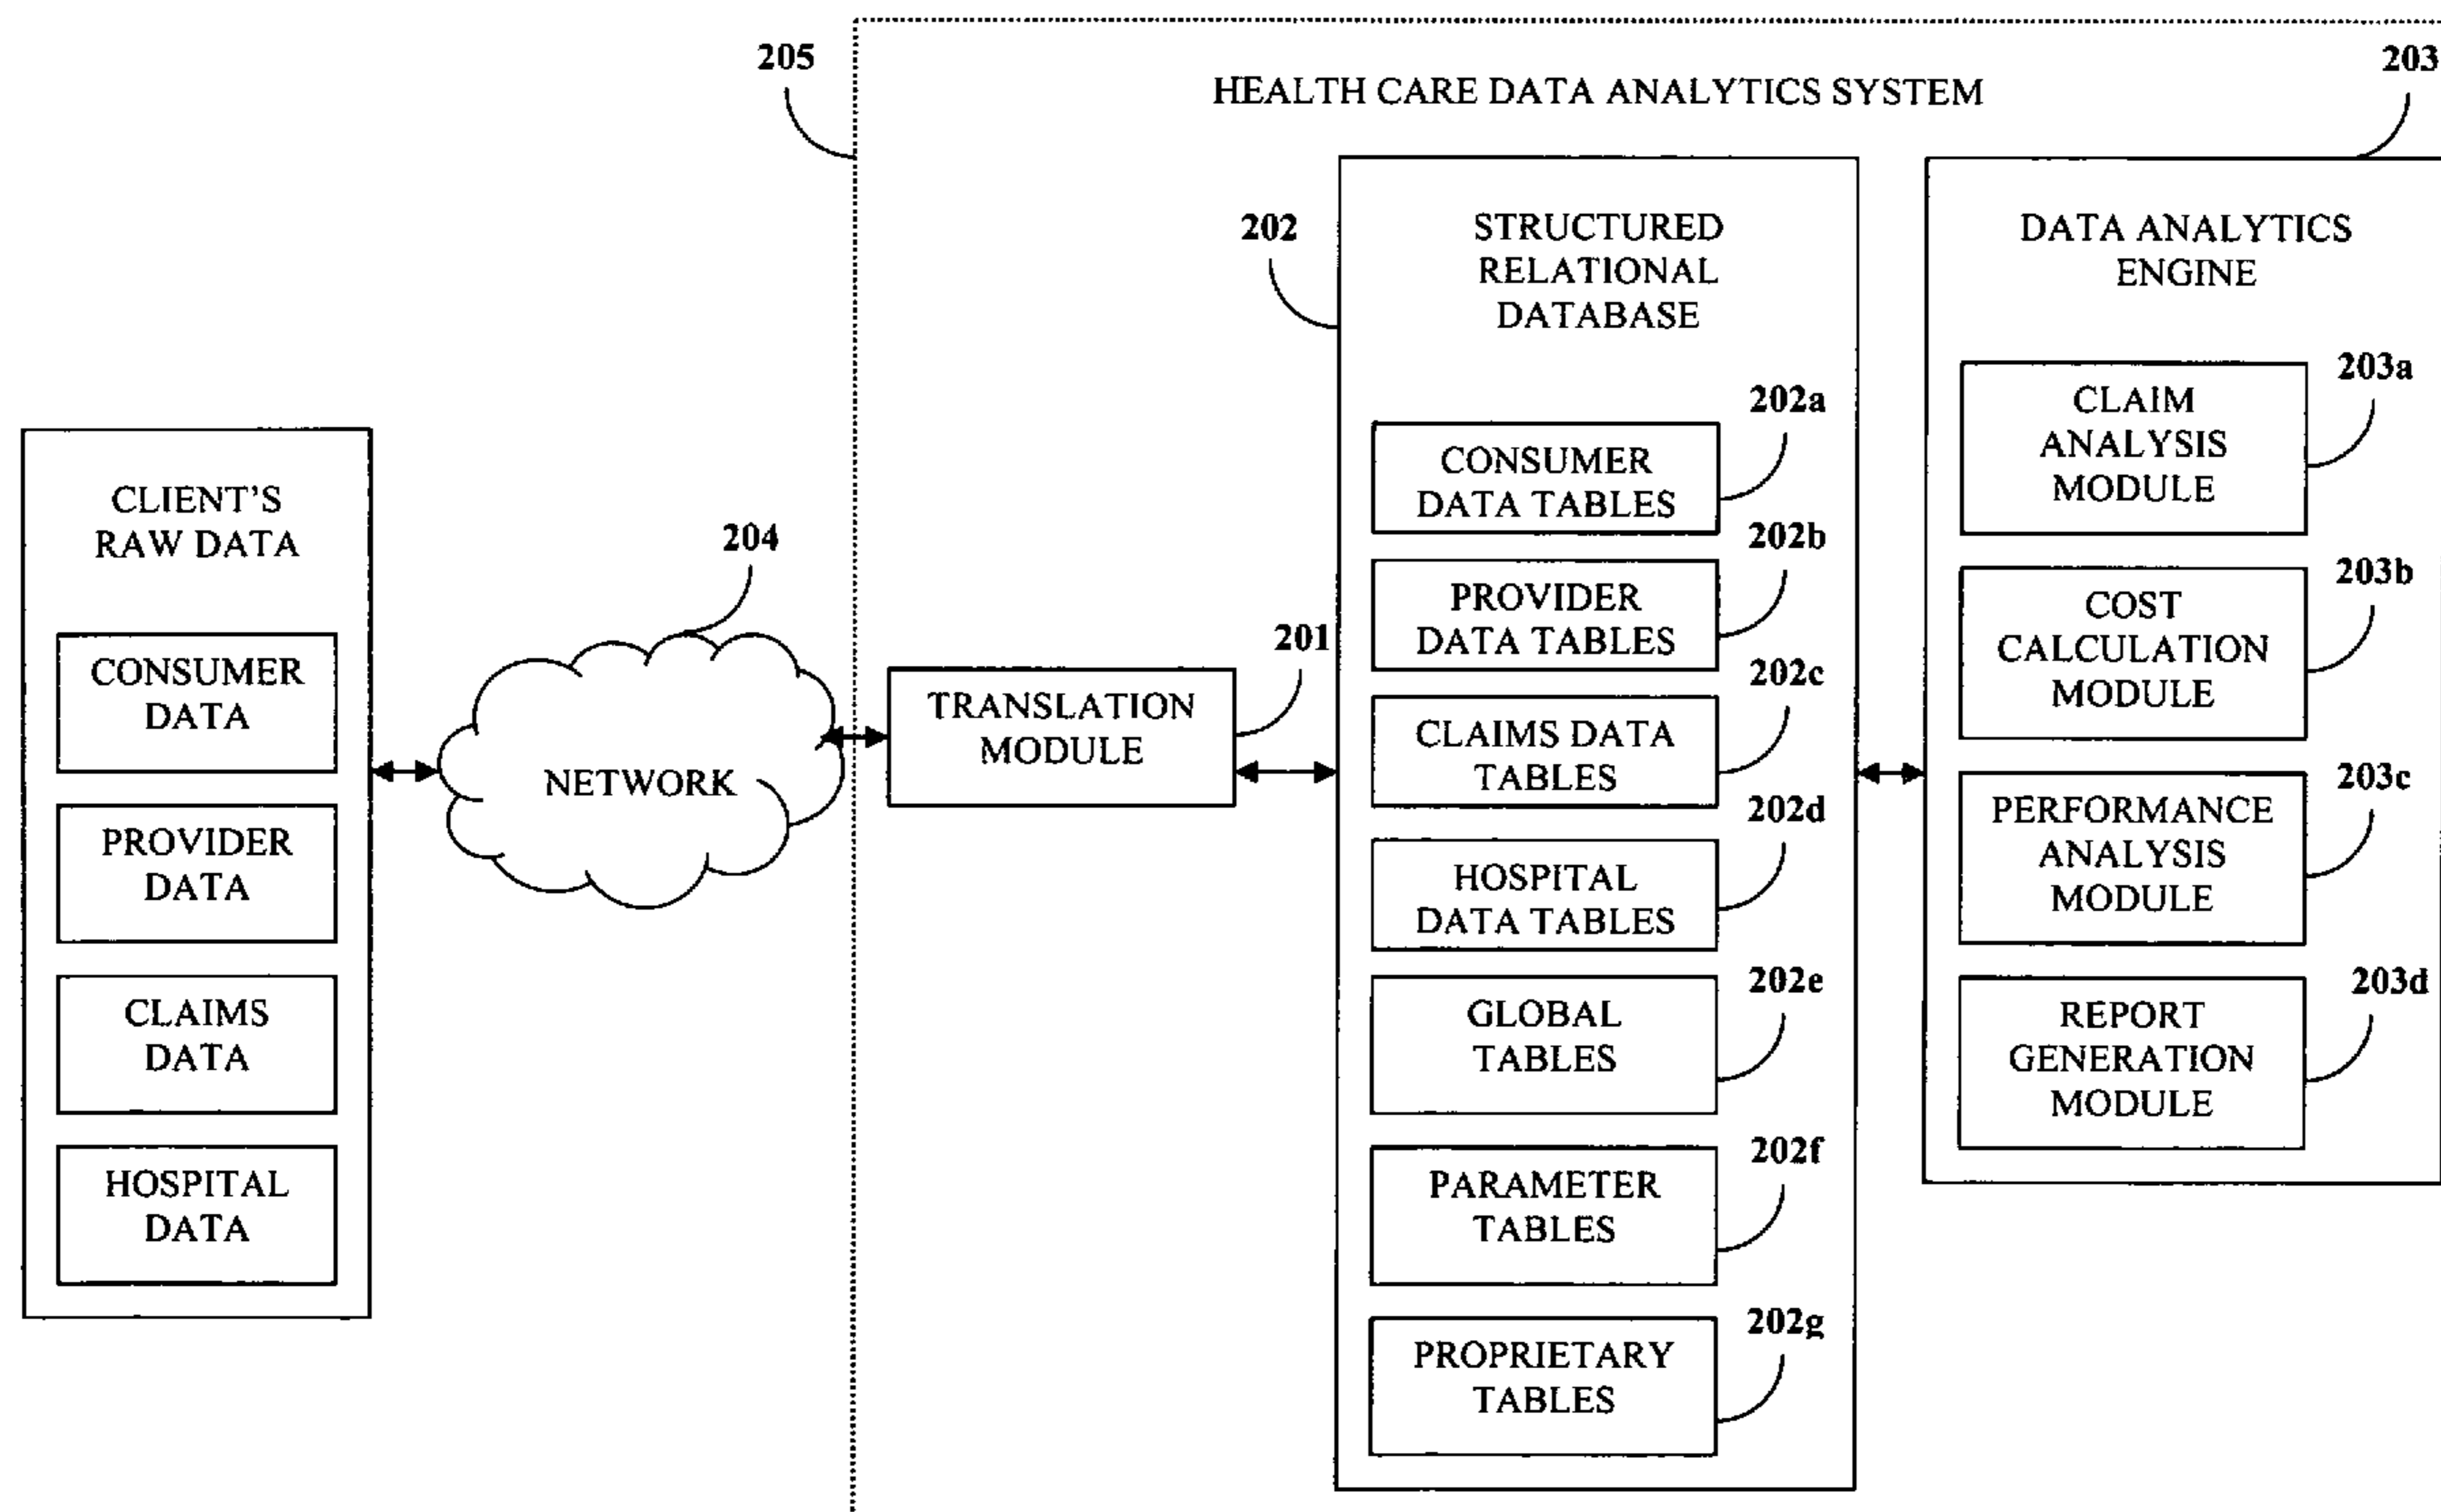 205
HEALTH CARE DATA ANALYTICS SYSTEM
203
CLIENT'S
RAW DATA
CONSUMER
DATA
PROVIDER
DATA
CLAIMS
DATA
HOSPITAL
DATA
204
NETWORK
201
TRANSLATION
MODULE
202
STRUCTURED
RELATIONAL
DATABASE
202a
CONSUMER
DATA TABLES
202b
PROVIDER
DATA TABLES
202c
CLAIMS DATA
TABLES
202d
HOSPITAL
DATA TABLES
202e
GLOBAL
TABLES
202f
PARAMETER
TABLES
202g
PROPRIETARY
TABLES
DATA ANALYTICS
ENGINE
203a
CLAIM
ANALYSIS
MODULE
203b
COST
CALCULATION
MODULE
203c
PERFORMANCE
ANALYSIS
MODULE
203d
REPORT
GENERATION
MODULE